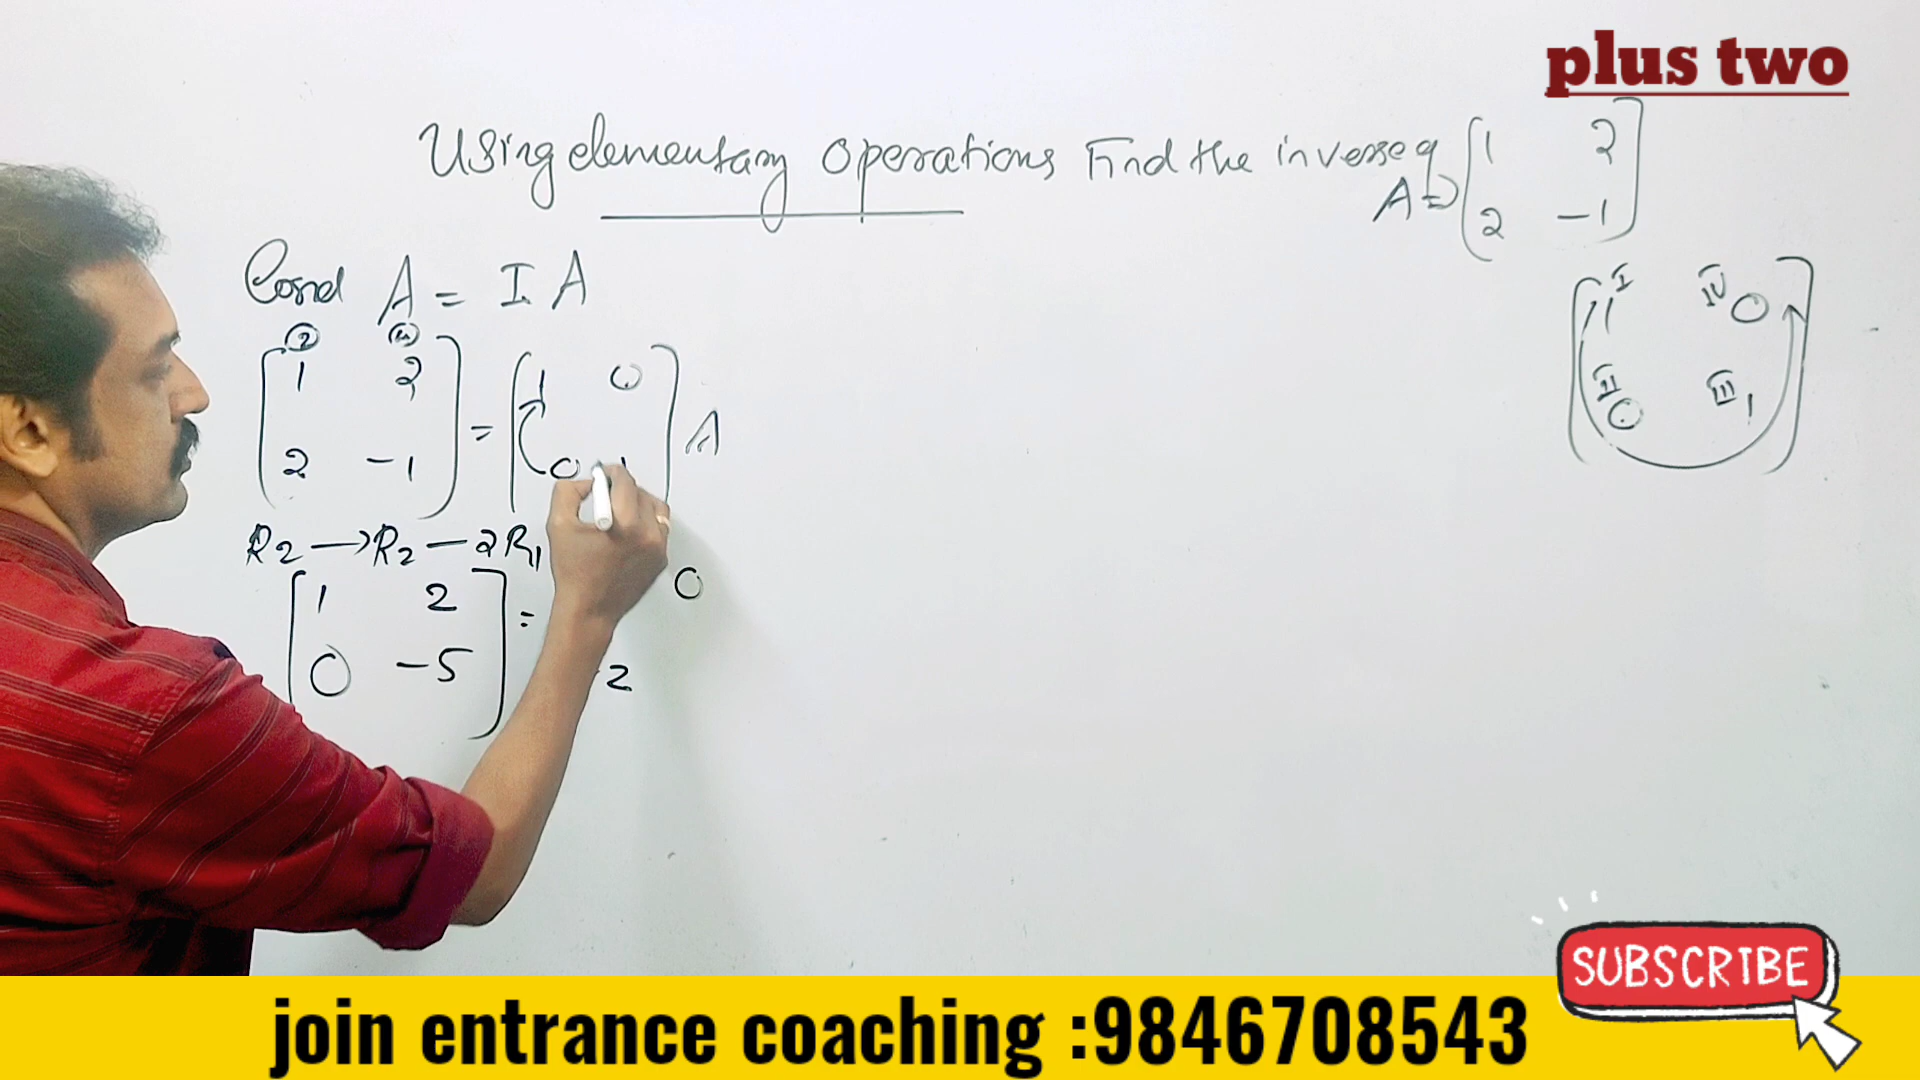 plus two
Using elementary operations Find the inverse of
A = [1 2
2 -1]
I IV 0
1
II III 1
0
A = I A
1 2
2 -1
=
1 0
0 1
A
R2 → R2 - 2R1
1 2
0 -5
=
0
-2
SUBSCRIBE
join entrance coaching :9846708543